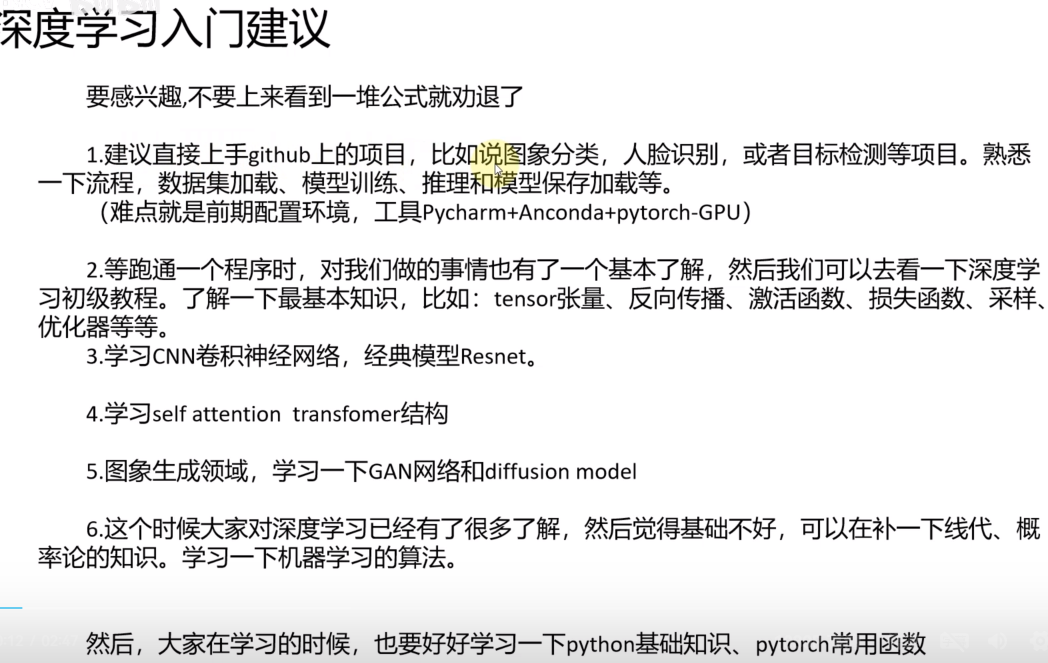 深度学习入门建议
要感兴趣,不要上来看到一堆公式就劝退了
1.建议直接上手github上的项目，比如说图象分类，人脸识别，或者目标检测等项目。熟悉
一下流程，数据集加载、模型训练、推理和模型保存加载等。
（难点就是前期配置环境，工具Pycharm+Anconda+pytorch-GPU）
2.等跑通一个程序时，对我们做的事情也有了一个基本了解，然后我们可以去看一下深度学
习初级教程。了解一下最基本知识，比如：tensor张量、反向传播、激活函数、损失函数、采样、
优化器等等。
3.学习CNN卷积神经网络，经典模型Resnet。
4.学习self attention  transfomer结构
5.图象生成领域，学习一下GAN网络和diffusion model
6.这个时候大家对深度学习已经有了很多了解，然后觉得基础不好，可以在补一下线代、概
率论的知识。学习一下机器学习的算法。
然后，大家在学习的时候，也要好好学习一下python基础知识、pytorch常用函数